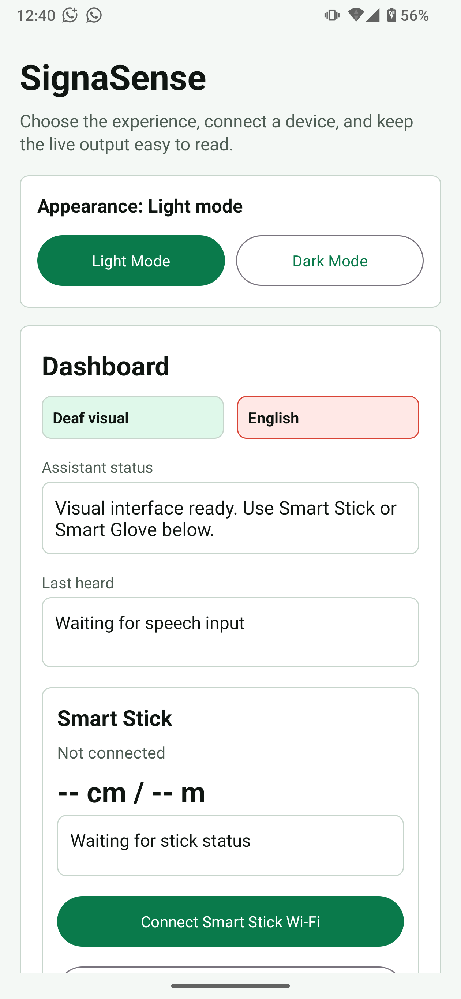 12:40
56%
SignaSense
Choose the experience, connect a device, and keep
the live output easy to read.
Appearance: Light mode
Light Mode
Dark Mode
Dashboard
Deaf visual
English
Assistant status
Visual interface ready. Use Smart Stick or
Smart Glove below.
Last heard
Waiting for speech input
Smart Stick
Not connected
-- cm / -- m
Waiting for stick status
Connect Smart Stick Wi-Fi